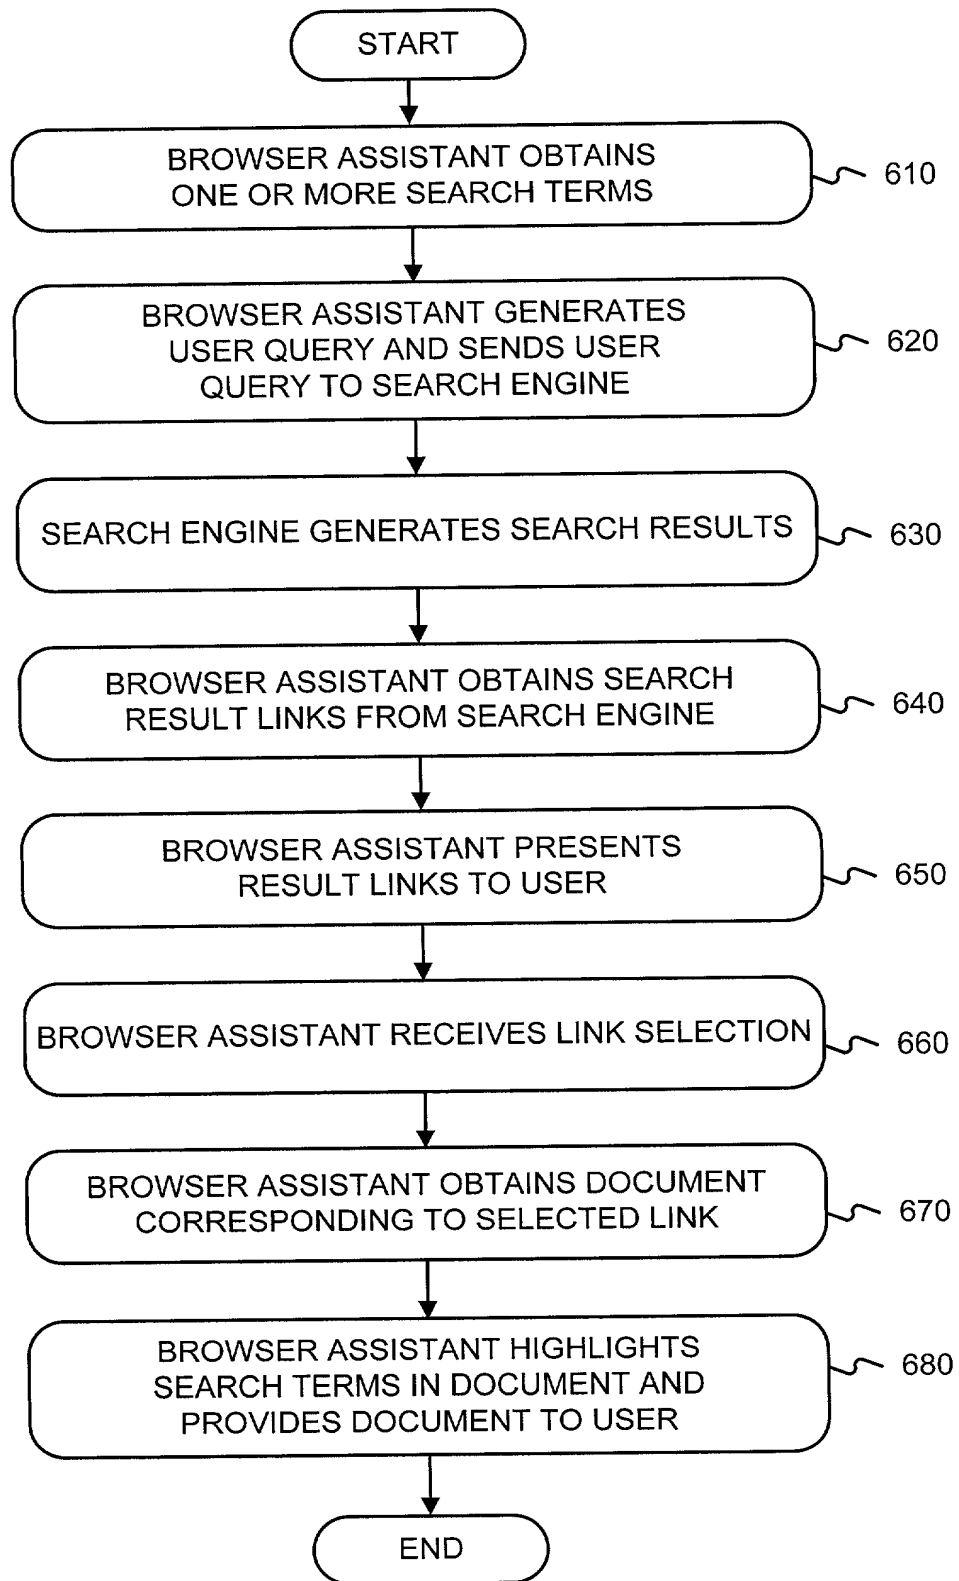 START
BROWSER ASSISTANT OBTAINS
ONE OR MORE SEARCH TERMS
610
BROWSER ASSISTANT GENERATES
USER QUERY AND SENDS USER
QUERY TO SEARCH ENGINE
620
SEARCH ENGINE GENERATES SEARCH RESULTS
630
BROWSER ASSISTANT OBTAINS SEARCH
RESULT LINKS FROM SEARCH ENGINE
640
BROWSER ASSISTANT PRESENTS
RESULT LINKS TO USER
650
BROWSER ASSISTANT RECEIVES LINK SELECTION
660
BROWSER ASSISTANT OBTAINS DOCUMENT
CORRESPONDING TO SELECTED LINK
670
BROWSER ASSISTANT HIGHLIGHTS
SEARCH TERMS IN DOCUMENT AND
PROVIDES DOCUMENT TO USER
680
END